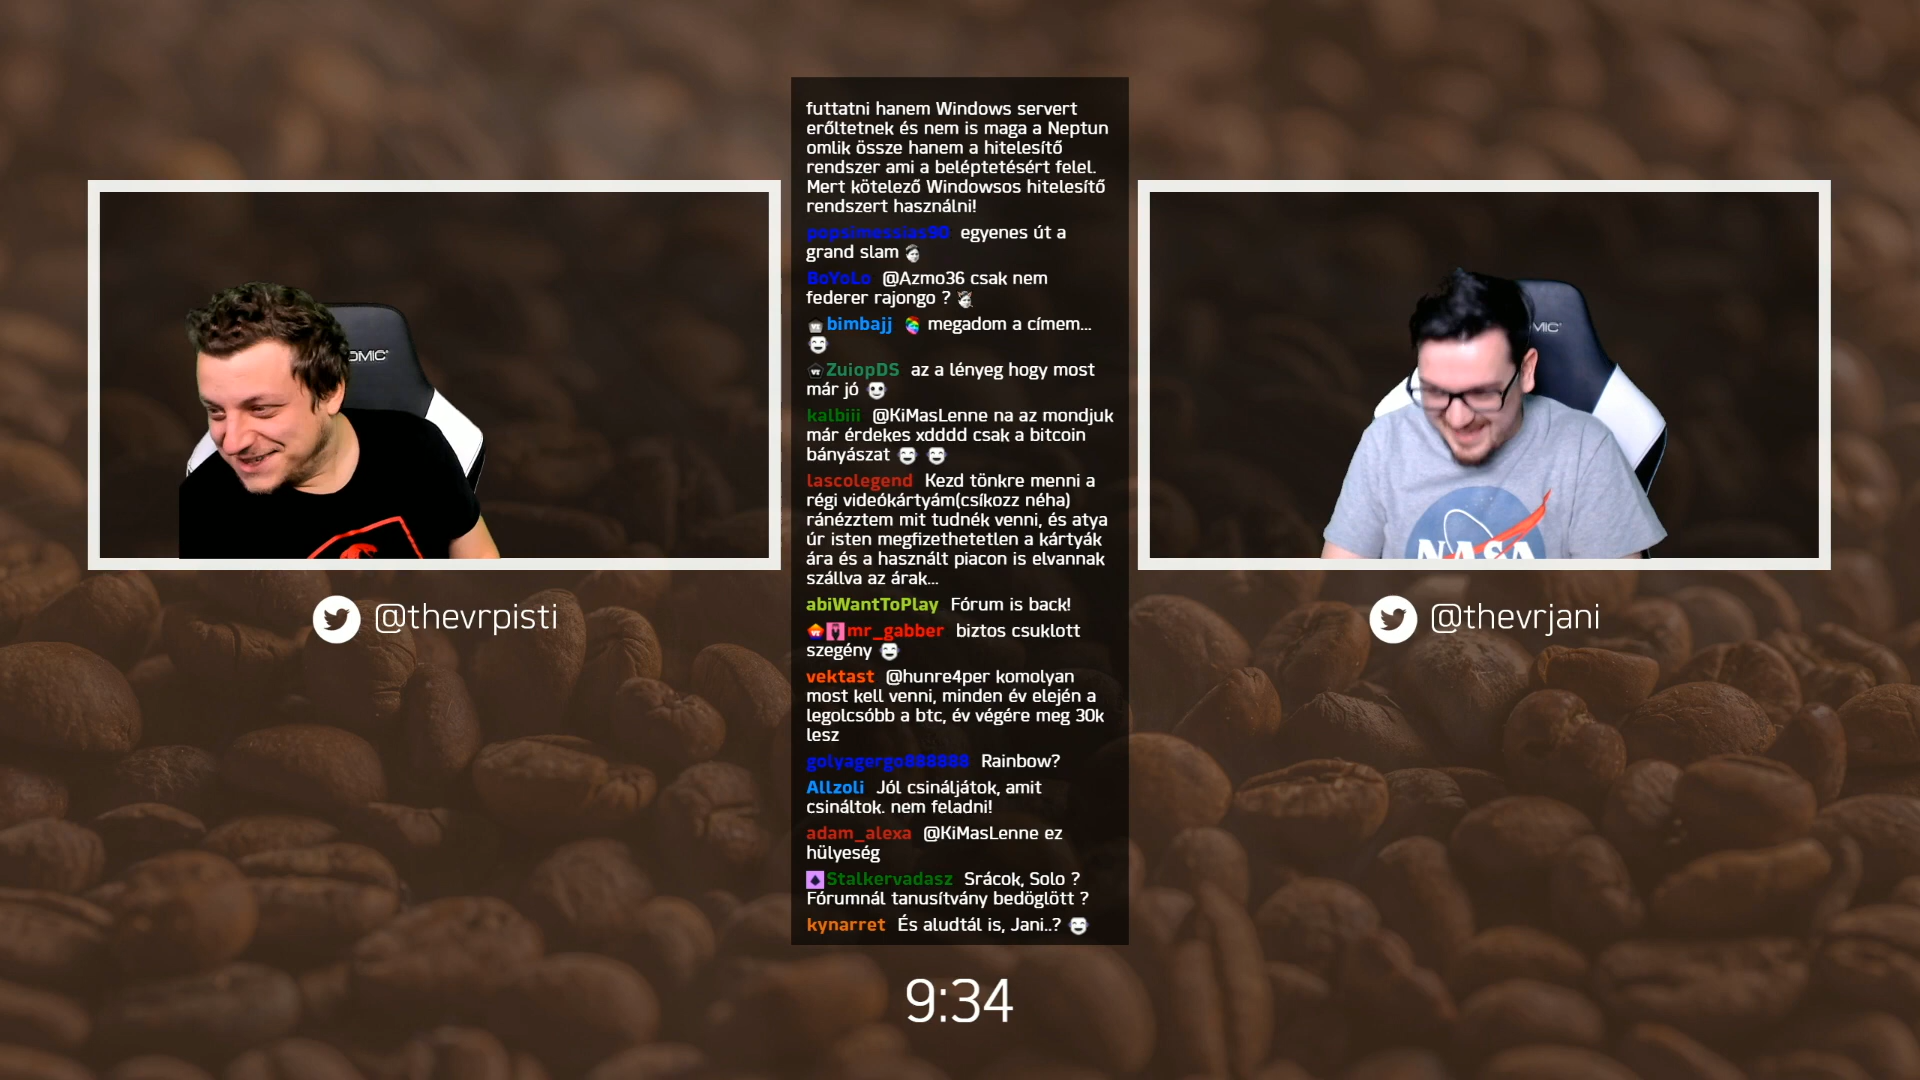 futtatni hanem Windows servert
erőltetnek és nem is maga a Neptun
omlik össze hanem a hitelesítő
rendszer ami a beléptetésért felel.
Mert kötelező Windowsos hitelesítő
rendszert használni!
popsimessias90 egyenes út a
grand slam
BoYoLo @Azmo36 csak nem
federer rajongo ?
bimbajj megadom a címem...
ZuiopDS az a lényeg hogy most
már jó
kalbiii @KiMasLenne na az mondjuk
már érdekes xdddd csak a bitcoin
bányászat
lascolegend Kezd tönkre menni a
régi videókártyám(csíkozz néha)
ránézztem mit tudnék venni, és atya
úr isten megfizethetetlen a kártyák
ára és a használt piacon is elvannak
szállva az árak...
abiWantToPlay Fórum is back!
mr_gabber biztos csuklott
szegény
vektast @hunre4per komolyan
most kell venni, minden év elején a
legolcsóbb a btc, év végére meg 30k
lesz
golyagergo888888 Rainbow?
Allzoli Jól csináljátok, amit
csináltok. nem feladni!
adam_alexa @KiMasLenne ez
hülyeség
Stalkervadasz Srácok, Solo ?
Fórumnál tanusítvány bedöglött ?
kynarret És aludtál is, Jani..?
OMIC
MIC
NASA
@thevrpisti
@thevrjani
9:34